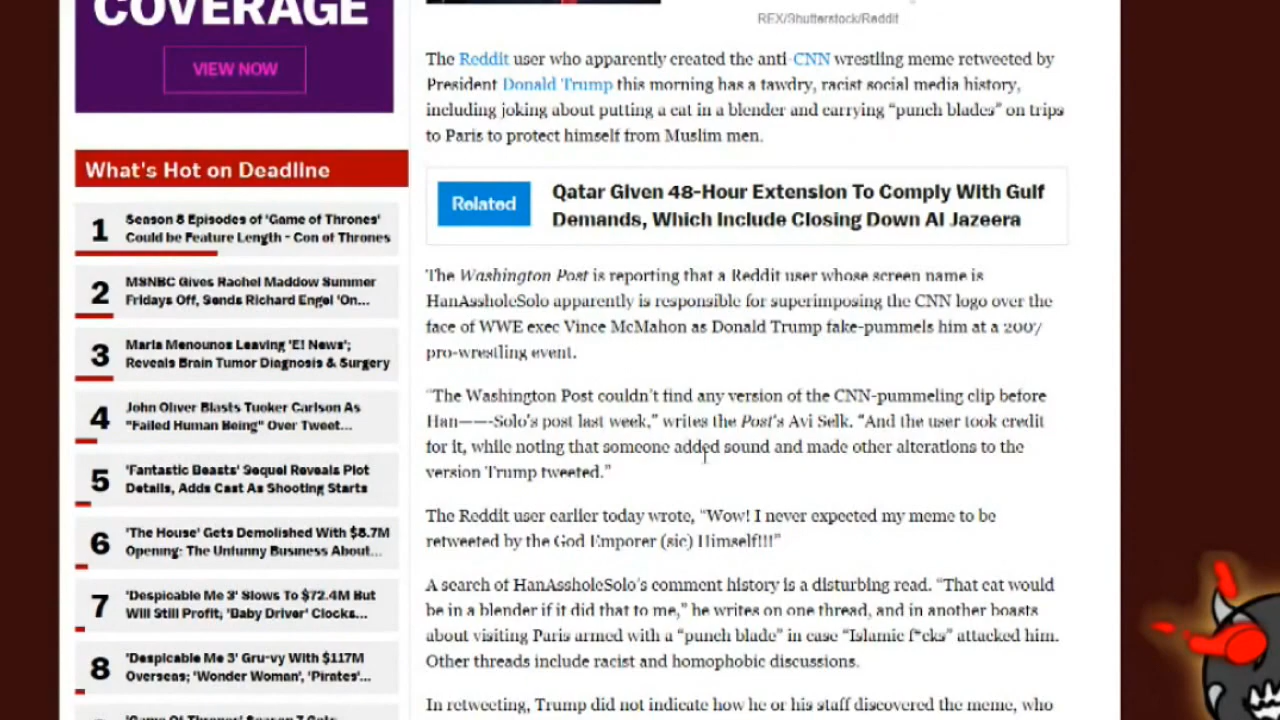 COVERAGE
VIEW NOW
What's Hot on Deadline
1
Season 8 Episodes of 'Game of Thrones'
Could be Feature Length - Con of Thrones
2
MSNBC Gives Rachel Maddow Summer
Fridays Off, Sends Richard Engel 'On...
3
Maria Menounos Leaving 'E! News';
Reveals Brain Tumor Diagnosis & Surgery
4
John Oliver Blasts Tucker Carlson As
"Failed Human Being" Over Tweet...
5
'Fantastic Beasts' Sequel Reveals Plot
Details, Adds Cast As Shooting Starts
6
'The House' Gets Demolished With $8.7M
Opening: The Unfunny Business About...
7
'Despicable Me 3' Slows To $72.4M But
Will Still Profit; 'Baby Driver' Clocks...
8
'Despicable Me 3' Gru-vy With $117M
Overseas; 'Wonder Woman', 'Pirates'...
REX/Shutterstock/Reddit
The Reddit user who apparently created the anti-CNN wrestling meme retweeted by
President Donald Trump this morning has a tawdry, racist social media history,
including joking about putting a cat in a blender and carrying “punch blades” on trips
to Paris to protect himself from Muslim men.
Related
Qatar Given 48-Hour Extension To Comply With Gulf
Demands, Which Include Closing Down Al Jazeera
The Washington Post is reporting that a Reddit user whose screen name is
HanAssholeSolo apparently is responsible for superimposing the CNN logo over the
face of WWE exec Vince McMahon as Donald Trump fake-pummels him at a 2007
pro-wrestling event.
“The Washington Post couldn’t find any version of the CNN-pummeling clip before
Han——-Solo’s post last week,” writes the Post’s Avi Selk. “And the user took credit
for it, while noting that someone added sound and made other alterations to the
version Trump tweeted.”
The Reddit user earlier today wrote, “Wow! I never expected my meme to be
retweeted by the God Emporer (sic) Himself!!!”
A search of HanAssholeSolo’s comment history is a disturbing read. “That cat would
be in a blender if it did that to me,” he writes on one thread, and in another boasts
about visiting Paris armed with a “punch blade” in case “Islamic f*cks” attacked him.
Other threads include racist and homophobic discussions.
In retweeting, Trump did not indicate how he or his staff discovered the meme, who